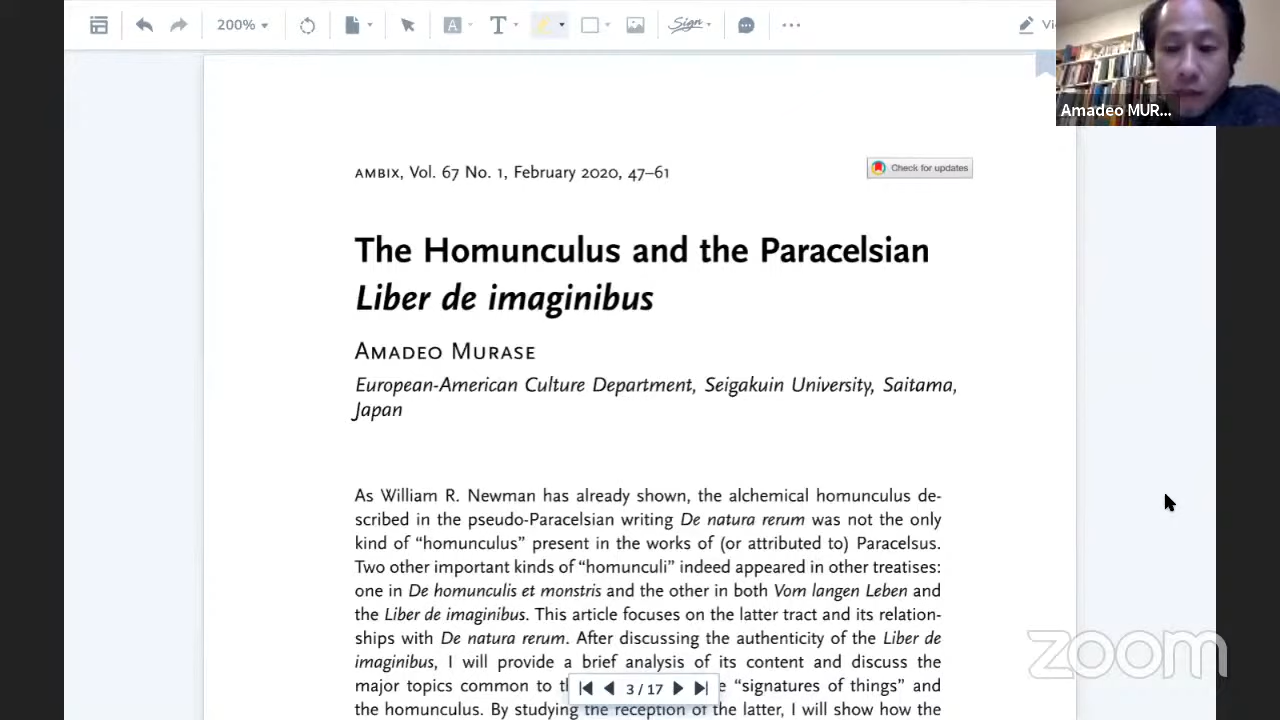 200%
T
A
Sign
Vi
Amadeo MUR...
AMBIX, Vol. 67 No. 1, February 2020, 47–61
Check for updates
The Homunculus and the Paracelsian
Liber de imaginibus
Amadeo Murase
European-American Culture Department, Seigakuin University, Saitama,
Japan
As William R. Newman has already shown, the alchemical homunculus de-
scribed in the pseudo-Paracelsian writing De natura rerum was not the only
kind of “homunculus” present in the works of (or attributed to) Paracelsus.
Two other important kinds of “homunculi” indeed appeared in other treatises:
one in De homunculis et monstris and the other in both Vom langen Leben and
the Liber de imaginibus. This article focuses on the latter tract and its relation-
ships with De natura rerum. After discussing the authenticity of the Liber de
imaginibus, I will provide a brief analysis of its content and discuss the
major topics common to “signatures of things” and
3 / 17
the homunculus. By studying the reception of the latter, I will show how the
zoom